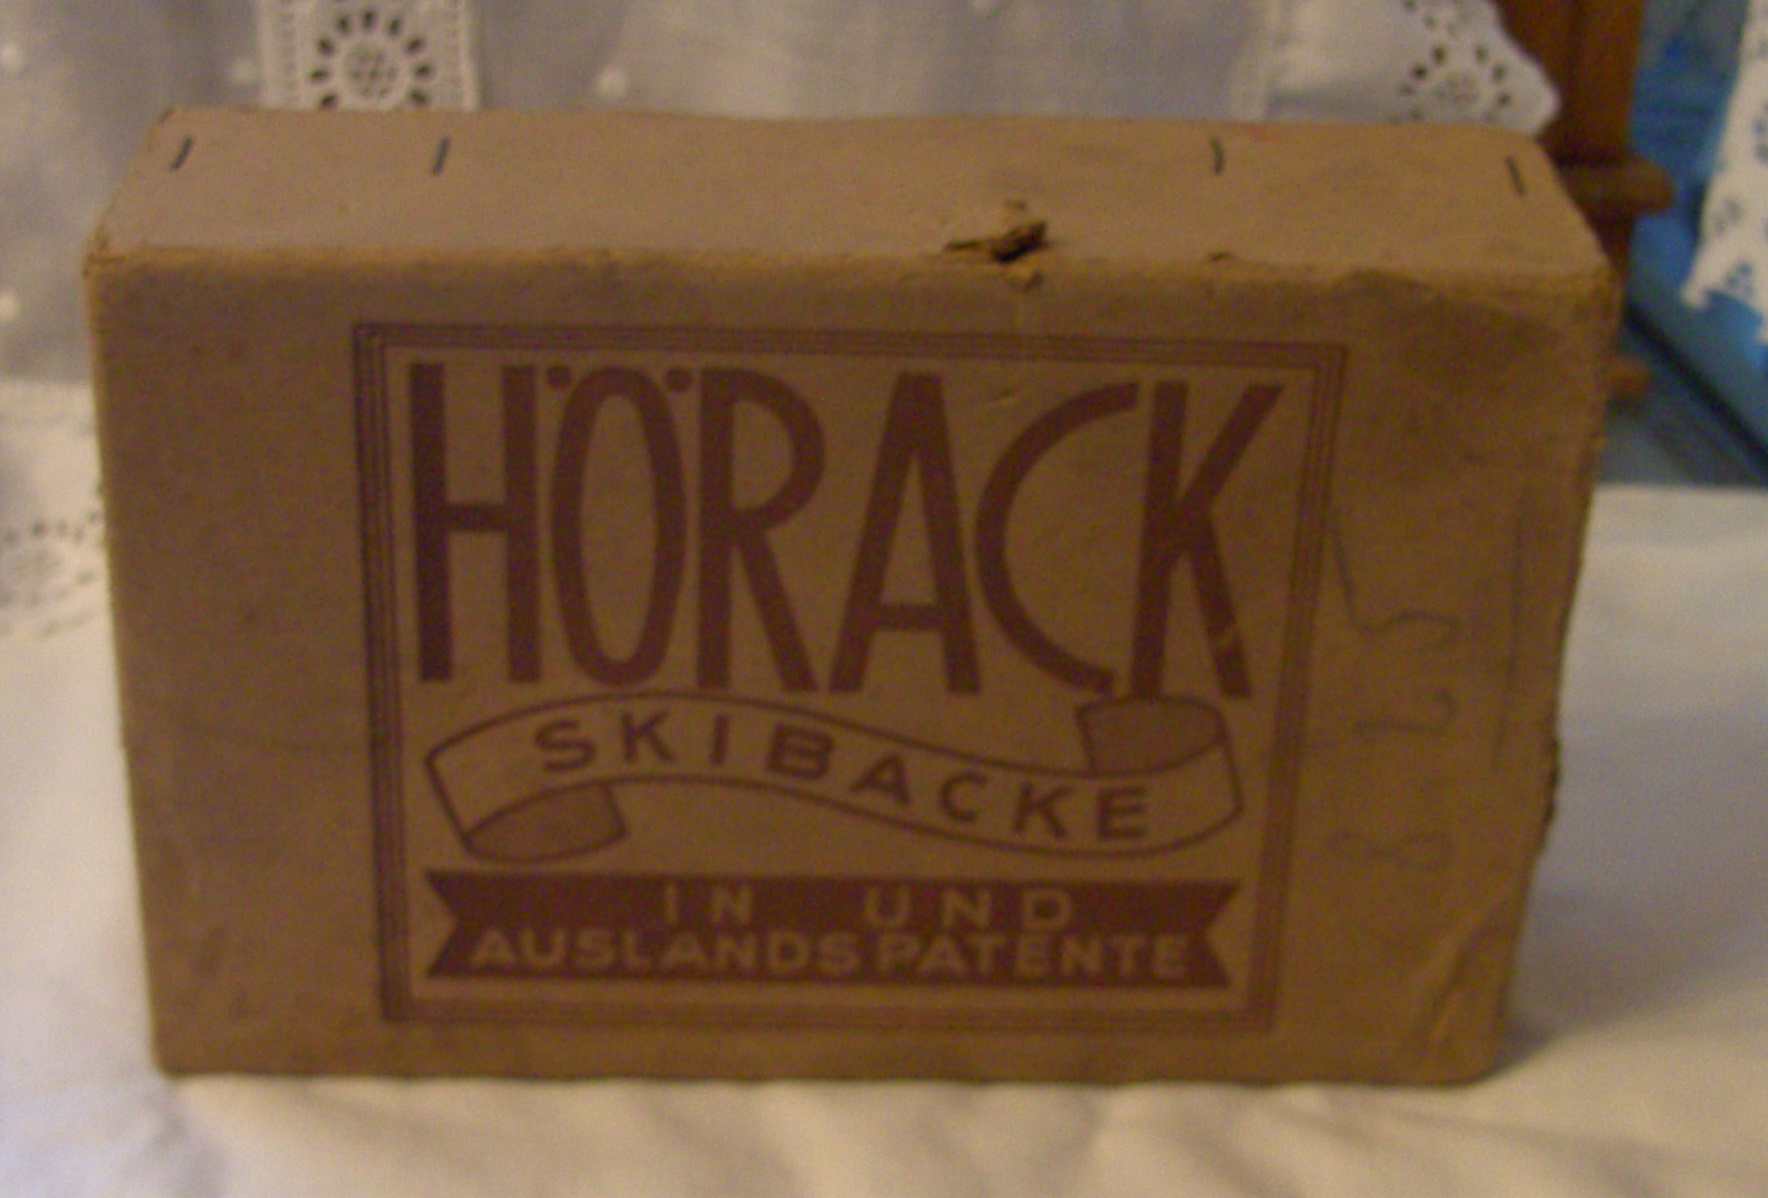 HÖRACK
SKIBACKE
IN UND
AUSLANDSPATENTE